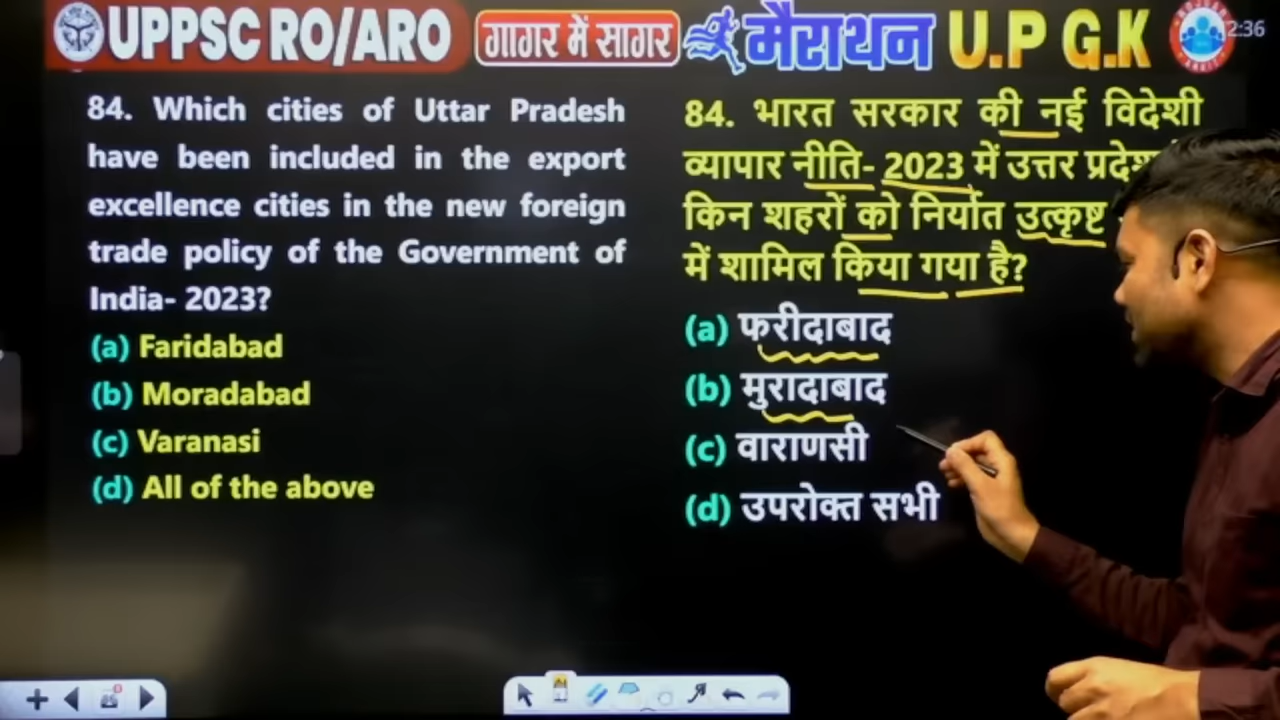 UPPSC RO/ARO
गागर में सागर
मैराथन
U.P G.K
2:36
84. Which cities of Uttar Pradesh
have been included in the export
excellence cities in the new foreign
trade policy of the Government of
India- 2023?
(a) Faridabad
(b) Moradabad
(c) Varanasi
(d) All of the above
84. भारत सरकार की नई विदेशी
व्यापार नीति- 2023 में उत्तर
किन शहरों को निर्यात उत्कृष्ट
में शामिल किया गया है?
(a) फरीदाबाद
(b) मुरादाबाद
(c) वाराणसी
(d) उपरोक्त सभी